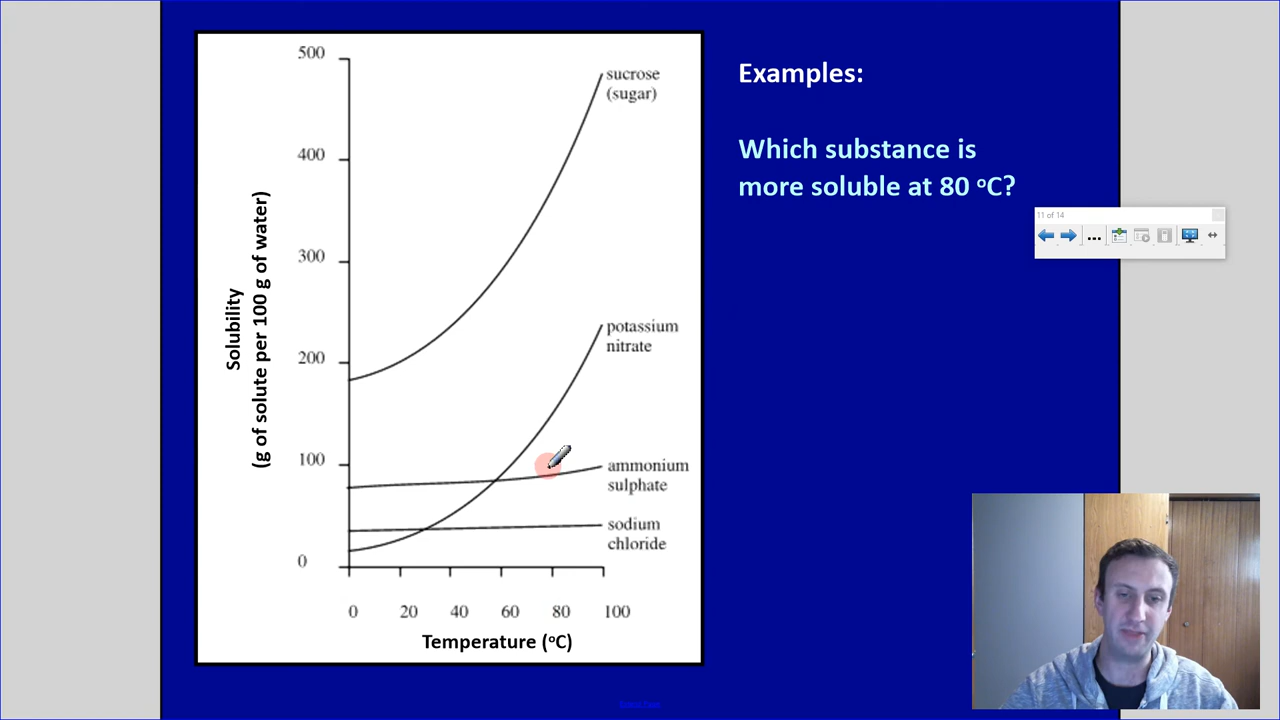 500
400
300
200
100
0
Solubility
(g of solute per 100 g of water)
sucrose
(sugar)
potassium
nitrate
ammonium
sulphate
sodium
chloride
0 20 40 60 80 100
Temperature (°C)
Examples:
Which substance is
more soluble at 80 °C?
11 of 14
...